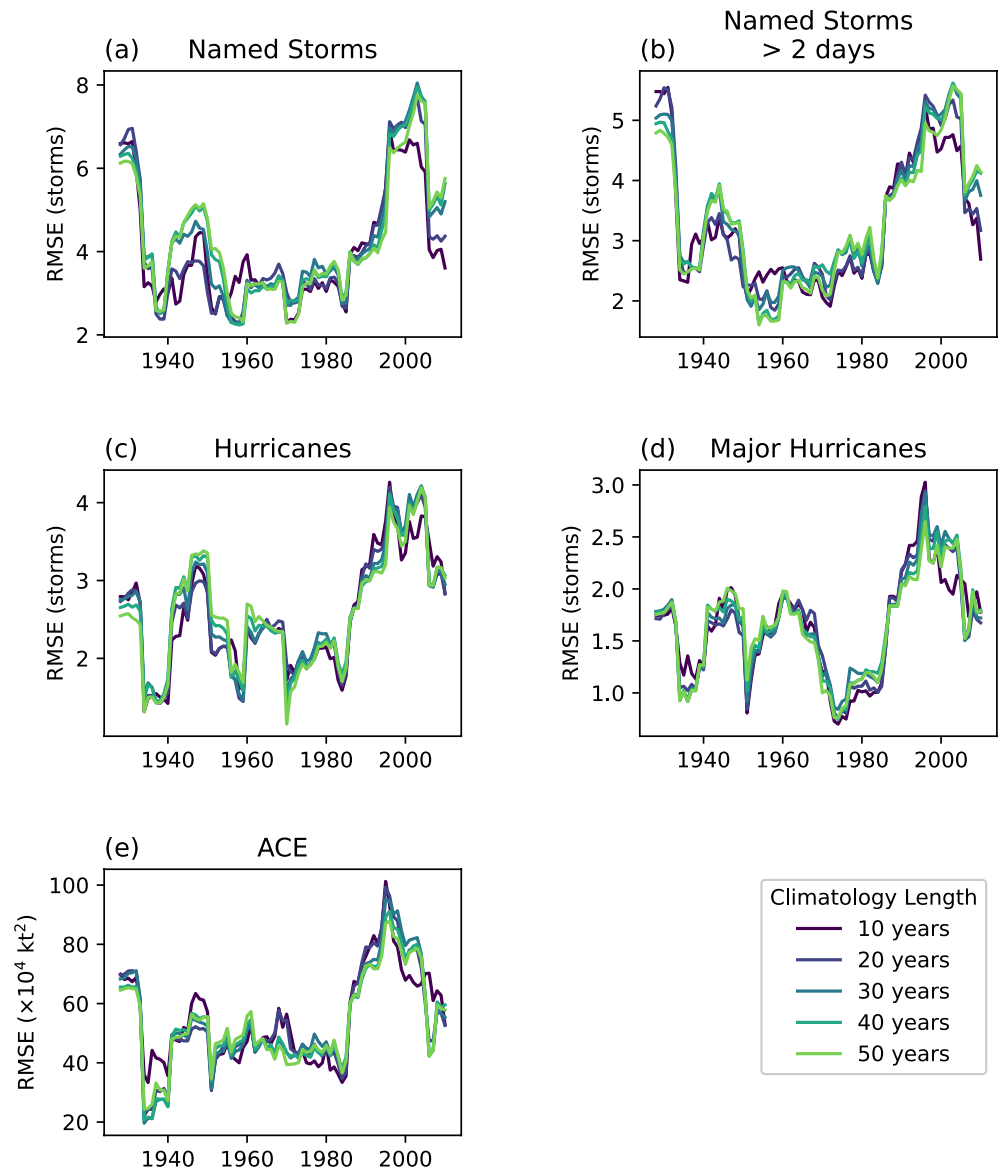 (a) Named Storms
RMSE (storms)
8
6
4
2
1940 1960 1980 2000
(b) Named Storms
> 2 days
RMSE (storms)
5
4
3
2
1940 1960 1980 2000
(c) Hurricanes
RMSE (storms)
4
3
2
1940 1960 1980 2000
(d) Major Hurricanes
RMSE (storms)
3.0
2.5
2.0
1.5
1.0
1940 1960 1980 2000
(e) ACE
RMSE (×10⁴ kt²)
100
80
60
40
20
1940 1960 1980 2000
Climatology Length
10 years
20 years
30 years
40 years
50 years